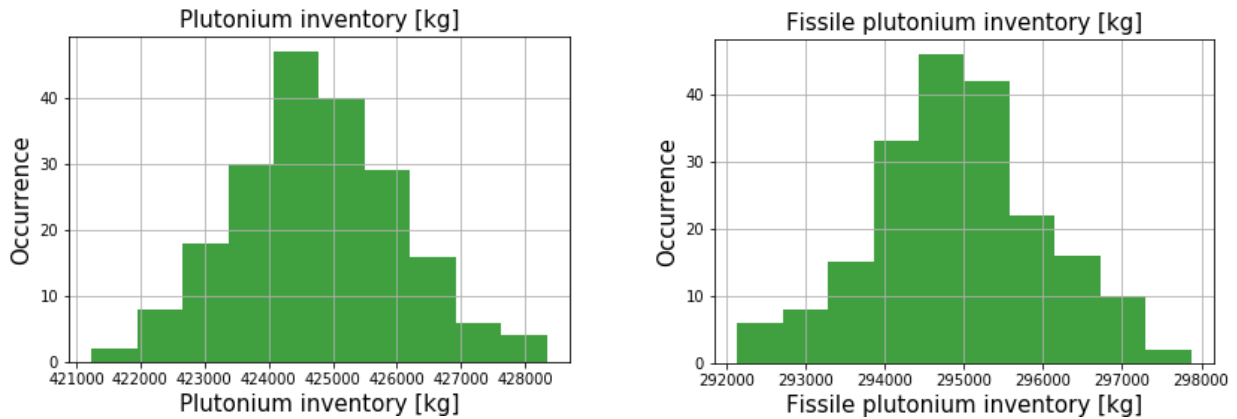 Plutonium inventory [kg]
Occurrence
40
30
20
10
0
421000 422000 423000 424000 425000 426000 427000 428000
Plutonium inventory [kg]
Fissile plutonium inventory [kg]
Occurrence
40
30
20
10
0
292000 293000 294000 295000 296000 297000 298000
Fissile plutonium inventory [kg]